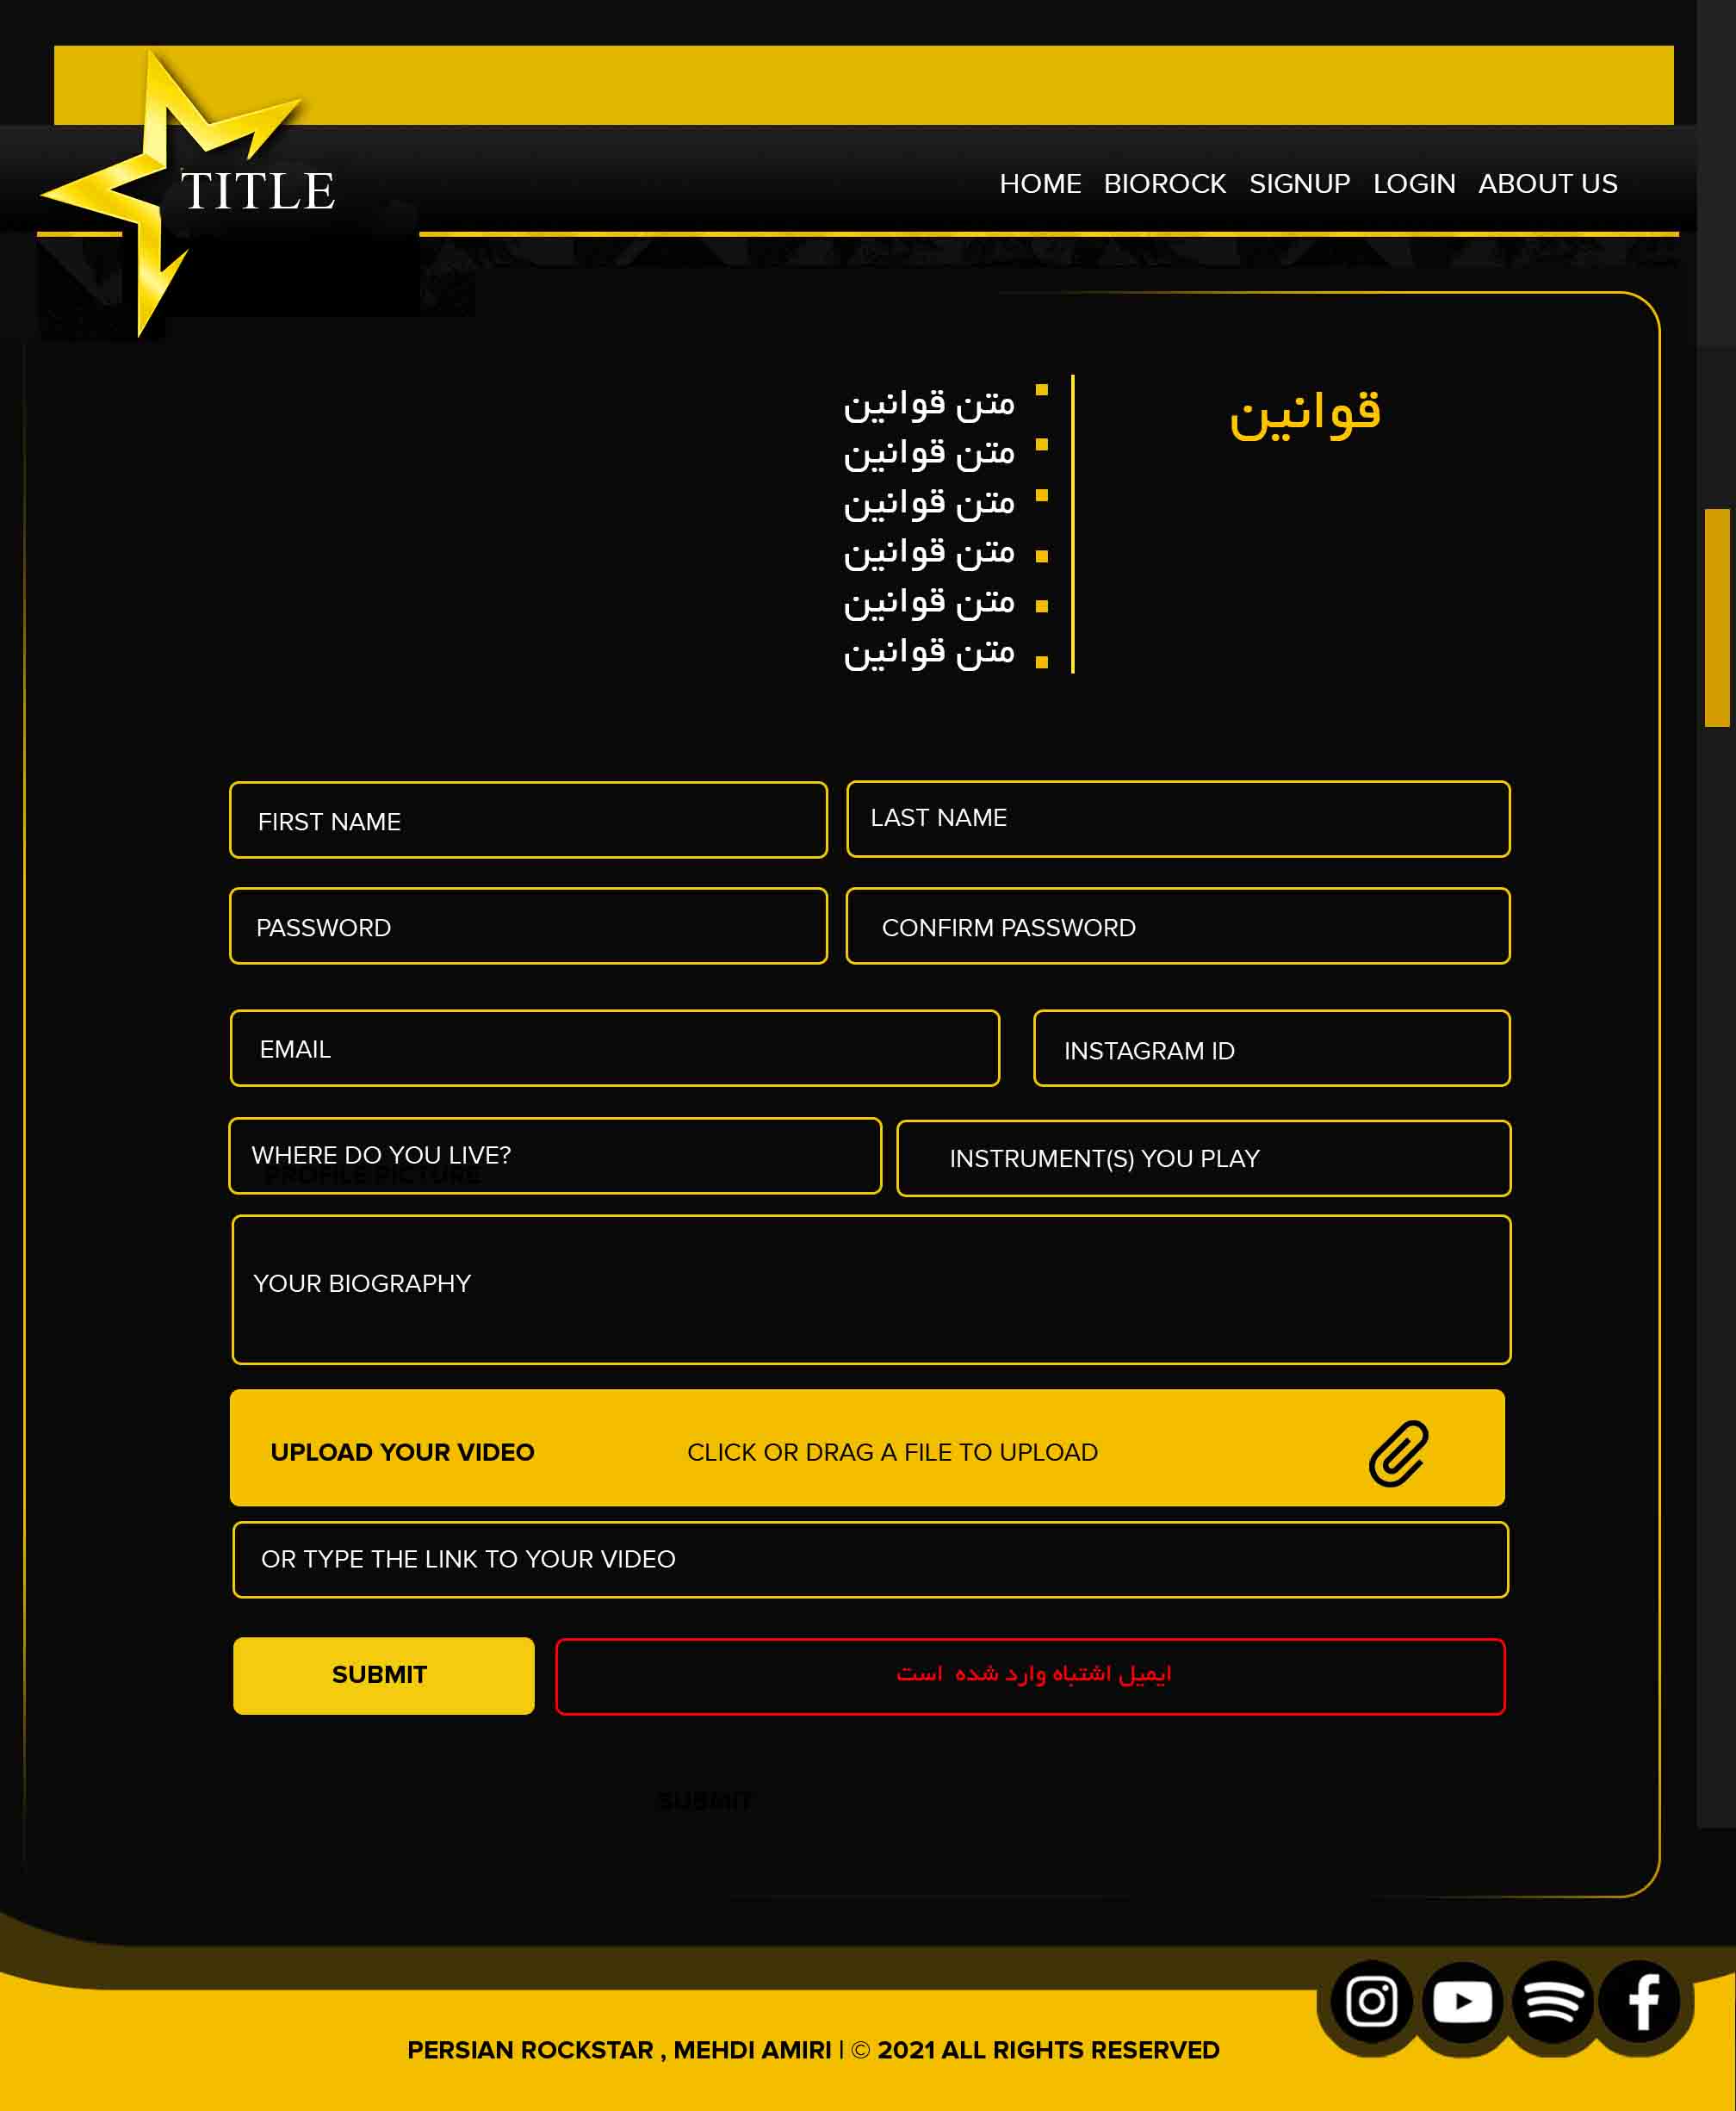 TITLE
HOME BIOROCK SIGNUP LOGIN ABOUT US
قوانین
متن قوانین
متن قوانین
متن قوانین
متن قوانین
متن قوانین
متن قوانین
FIRST NAME
LAST NAME
PASSWORD
CONFIRM PASSWORD
EMAIL
INSTAGRAM ID
WHERE DO YOU LIVE?
PROFILE PICTURE
INSTRUMENT(S) YOU PLAY
YOUR BIOGRAPHY
UPLOAD YOUR VIDEO
CLICK OR DRAG A FILE TO UPLOAD
OR TYPE THE LINK TO YOUR VIDEO
SUBMIT
ایمیل اشتباه وارد شده است
SUBMIT
PERSIAN ROCKSTAR , MEHDI AMIRI | © 2021 ALL RIGHTS RESERVED